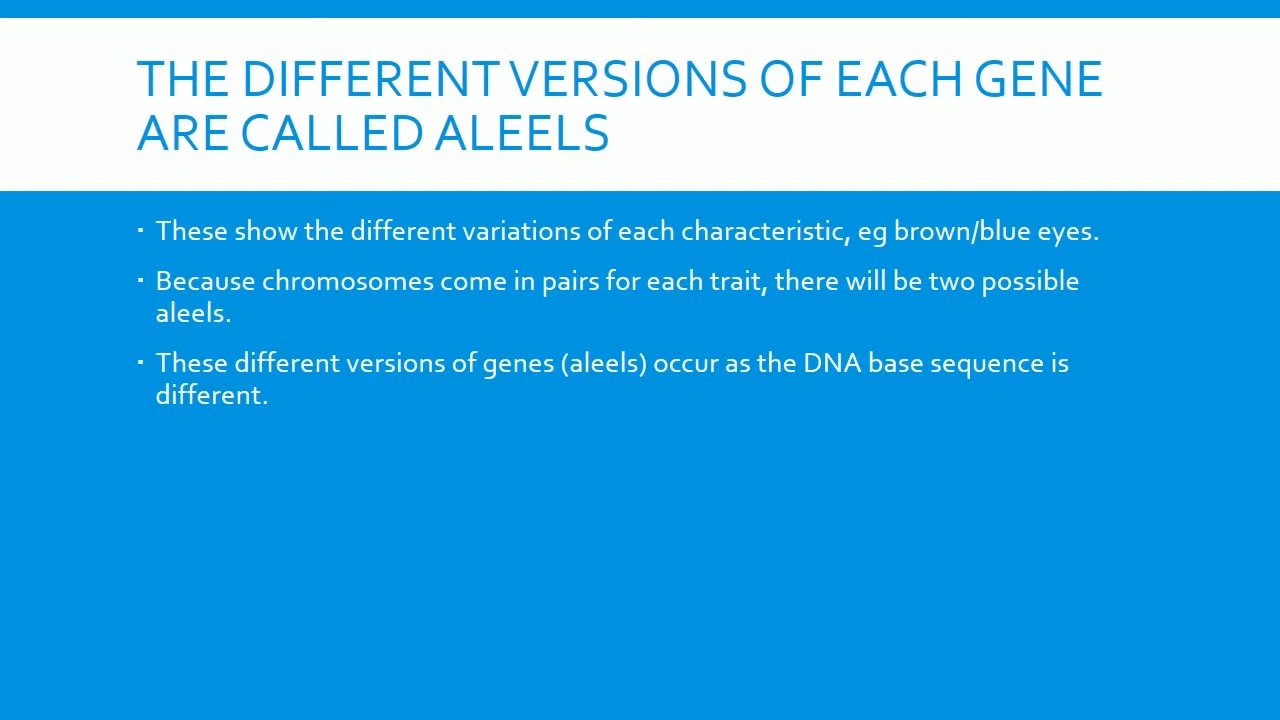 THE DIFFERENT VERSIONS OF EACH GENE
ARE CALLED ALEELS
▪ These show the different variations of each characteristic, eg brown/blue eyes.
▪ Because chromosomes come in pairs for each trait, there will be two possible
aleels.
▪ These different versions of genes (aleels) occur as the DNA base sequence is
different.